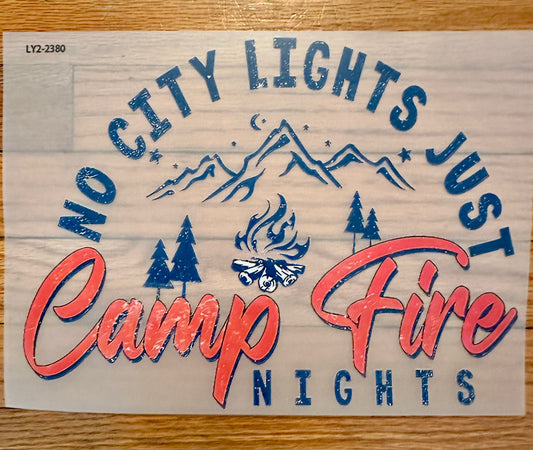 LY2-2380
NO CITY LIGHTS JUST
Camp Fire
NIGHTS